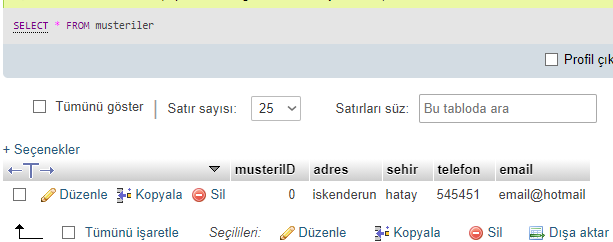 SELECT * FROM musteriler
Profil çık
Tümünü göster Satır sayısı: 25 Satırları süz: Bu tabloda ara
+ Seçenekler
←T→ musteriID adres sehir telefon email
Düzenle Kopyala Sil 0 iskenderun hatay 545451 email@hotmail
Tümünü işaretle Seçilileri: Düzenle Kopyala Sil Dışa aktar